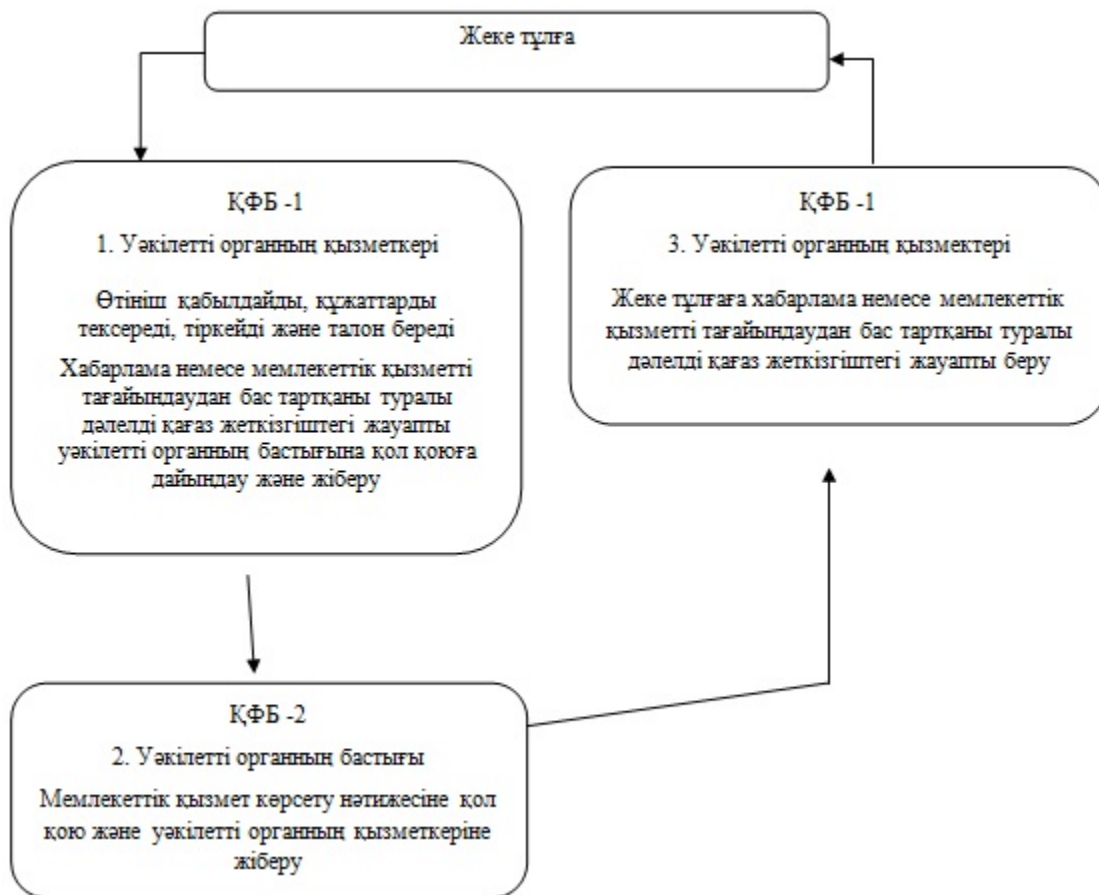 Жеке тұлға
ҚФБ -1
1. Уәкілетті органның қызметкері
Өтініш қабылдайды, құжаттарды
тексереді, тіркейді және талон береді
Хабарлама немесе мемлекеттік қызметті
тағайындаудан бас тартқаны туралы
дәлелді қағаз жеткізгіштегі жауапты
уәкілетті органның бастығына қол қоюға
дайындау және жіберу
ҚФБ -1
3. Уәкілетті органның қызмектері
Жеке тұлғаға хабарлама немесе мемлекеттік
қызметті тағайындаудан бас тартқаны туралы
дәлелді қағаз жеткізгіштегі жауапты беру
ҚФБ -2
2. Уәкілетті органның бастығы
Мемлекеттік қызмет көрсету нәтижесіне қол
қою және уәкілетті органның қызметкеріне
жіберу